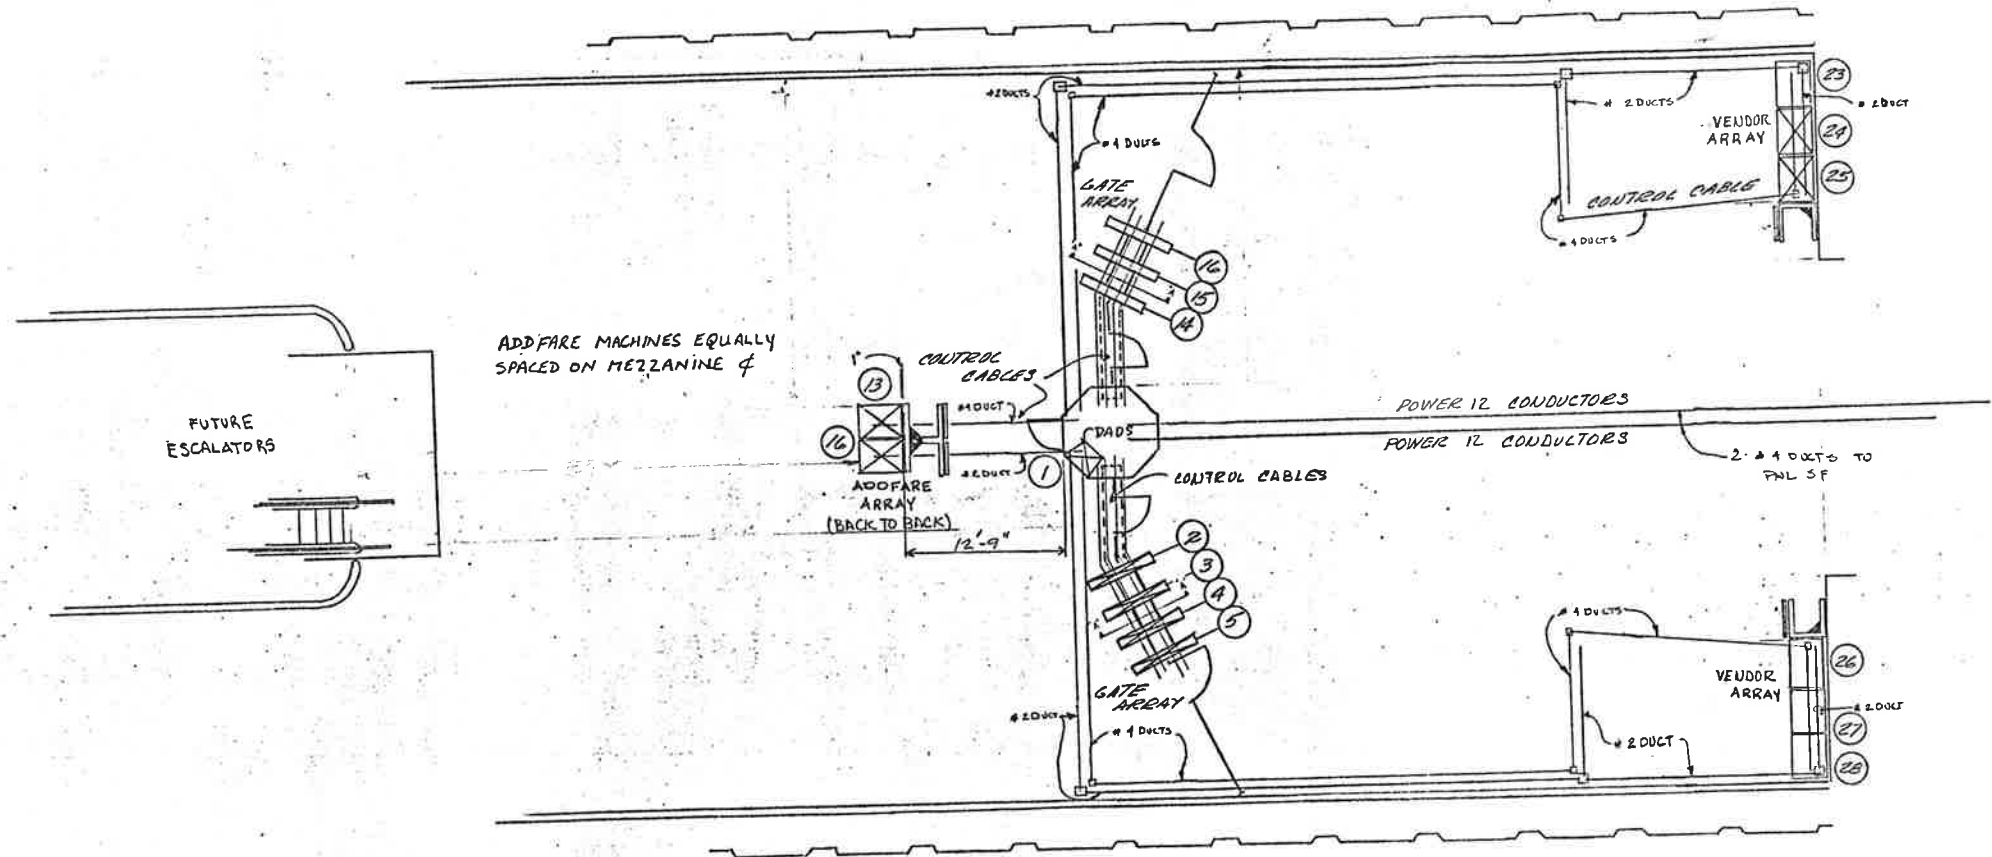 # 2 DUCTS
# 4 DUCTS
GATE
ARRAY
16
15
14
# 2 DUCTS
23
# 2 DUCT
VENDOR
ARRAY
24
25
CONTROL CABLE
# 4 DUCTS
ADDFARE MACHINES EQUALLY
SPACED ON MEZZANINE ¢
FUTURE
ESCALATORS
1"
13
16
CONTROL
CABLES
#4 DUCT
# 2 DUCT
ADDFARE
ARRAY
(BACK TO BACK)
12'-9"
DADS
1
CONTROL CABLES
POWER 12 CONDUCTORS
POWER 12 CONDUCTORS
2-# 4 DUCTS TO
PNL SF
2
3
4
5
GATE
ARRAY
# 2 DUCT
# 4 DUCTS
# 4 DUCTS
# 2 DUCT
VENDOR
ARRAY
26
# 2 DUCT
27
28